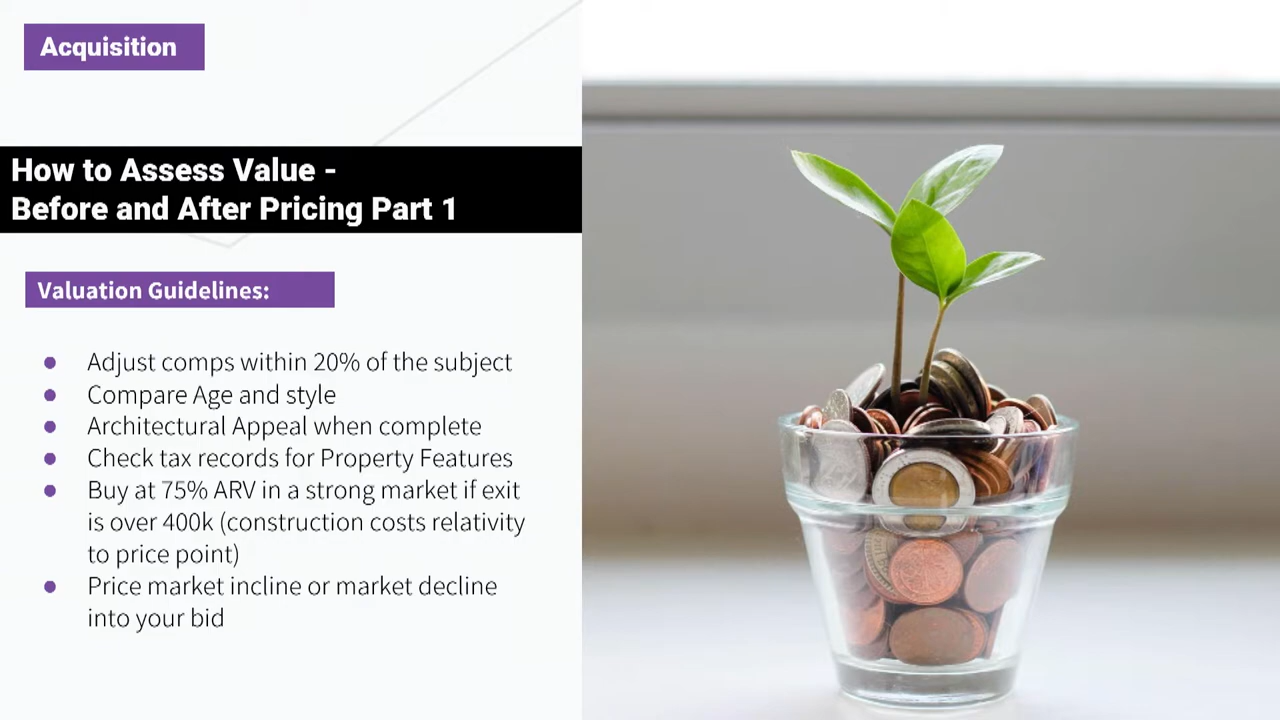 Acquisition
How to Assess Value -
Before and After Pricing Part 1
Valuation Guidelines:
● Adjust comps within 20% of the subject
● Compare Age and style
● Architectural Appeal when complete
● Check tax records for Property Features
● Buy at 75% ARV in a strong market if exit
is over 400k (construction costs relativity
to price point)
● Price market incline or market decline
into your bid